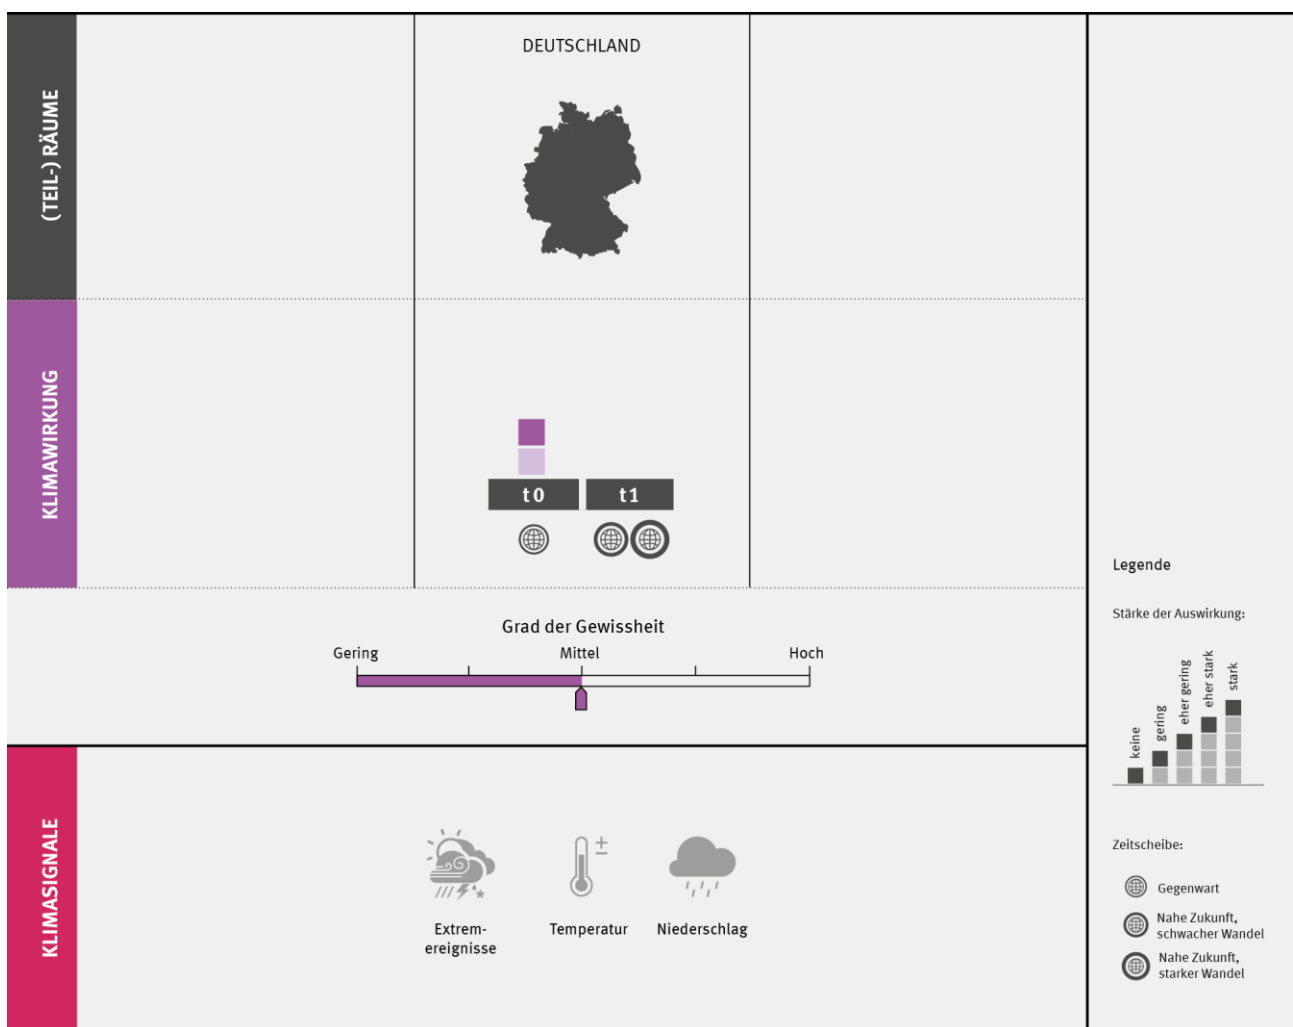 (TEIL-) RÄUME
DEUTSCHLAND
KLIMAWIRKUNG
t0
t1
Grad der Gewissheit
Gering
Mittel
Hoch
KLIMASIGNALE
Extrem-
ereignisse
Temperatur
Niederschlag
Legende
Stärke der Auswirkung:
keine
gering
eher gering
eher stark
stark
Zeitscheibe:
Gegenwart
Nahe Zukunft,
schwacher Wandel
Nahe Zukunft,
starker Wandel